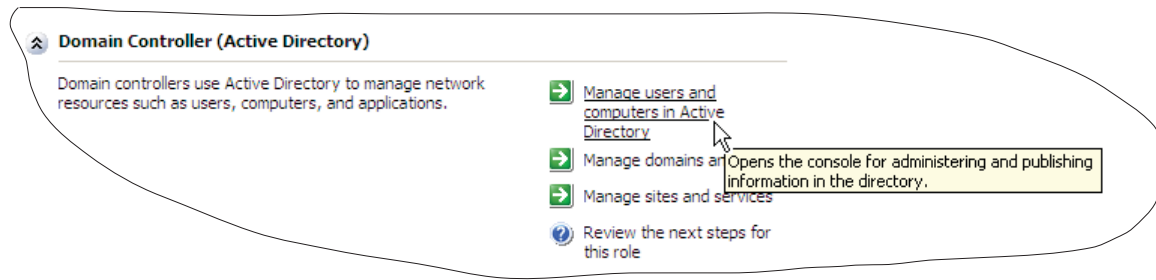 Domain Controller (Active Directory)
Domain controllers use Active Directory to manage network
resources such as users, computers, and applications.
Manage users and
computers in Active
Directory
Manage domains an
Opens the console for administering and publishing
information in the directory.
Manage sites and services
Review the next steps for
this role